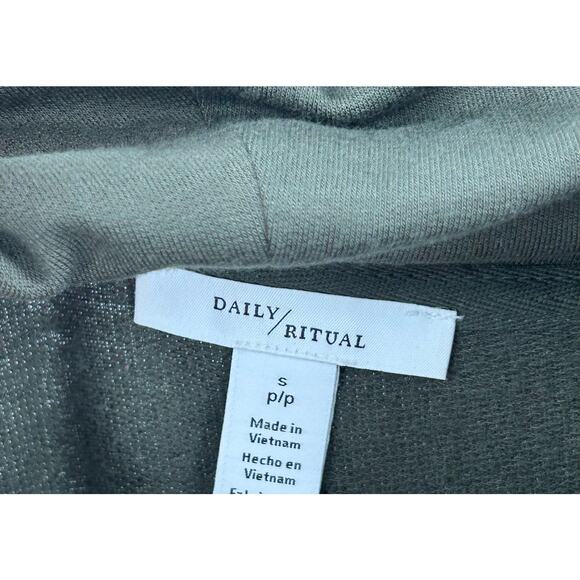 DAILY/
RITUAL
S
P/P
Made in
Vietnam
Hecho en
Vietnam